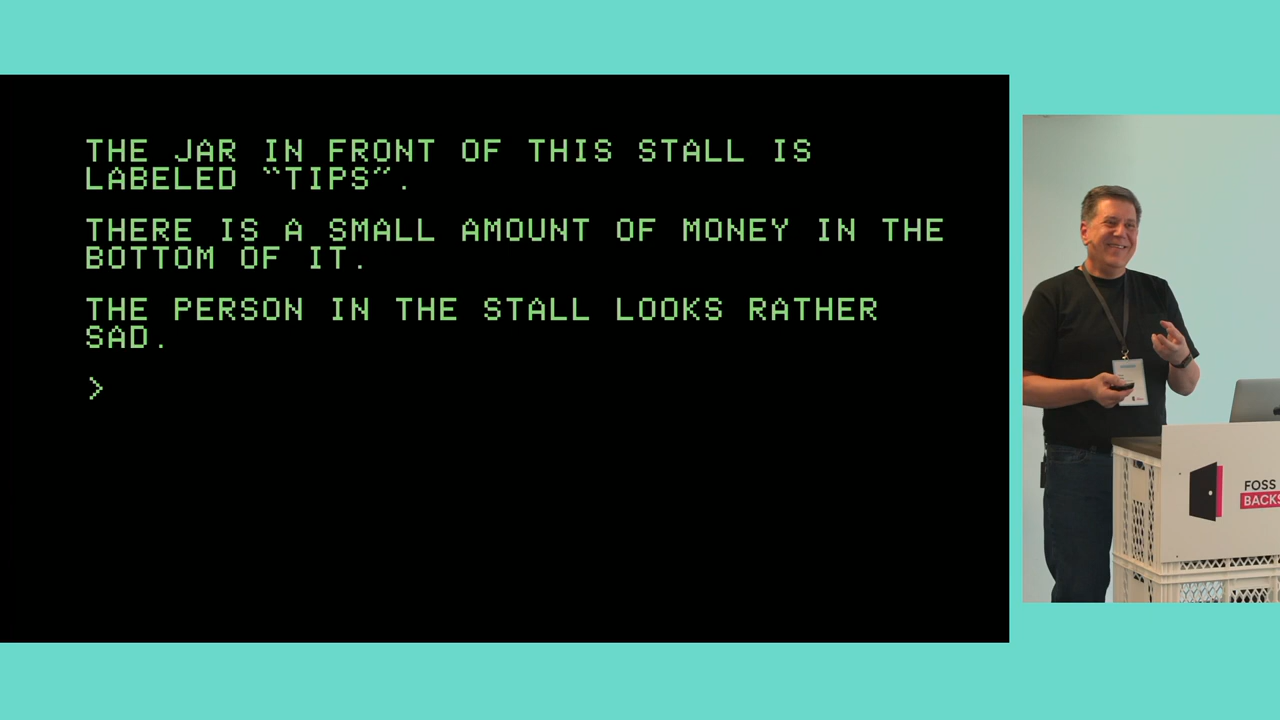 THE JAR IN FRONT OF THIS STALL IS
LABELED “TIPS”.
THERE IS A SMALL AMOUNT OF MONEY IN THE
BOTTOM OF IT.
THE PERSON IN THE STALL LOOKS RATHER
SAD.
>
FOSS
BACKS